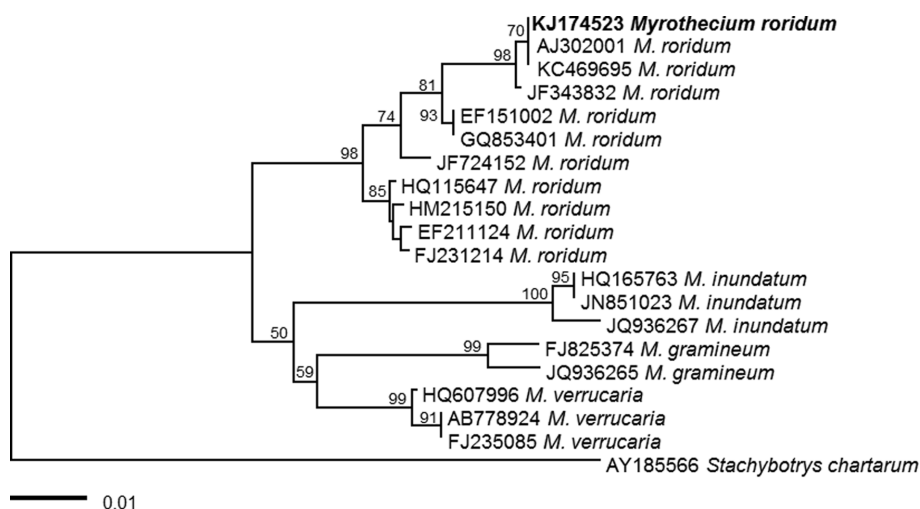 70 KJ174523 Myrothecium roridum
AJ302001 M. roridum
98 KC469695 M. roridum
81 JF343832 M. roridum
93 EF151002 M. roridum
74 GQ853401 M. roridum
98 JF724152 M. roridum
85 HQ115647 M. roridum
HM215150 M. roridum
EF211124 M. roridum
FJ231214 M. roridum
95 HQ165763 M. inundatum
100 JN851023 M. inundatum
50 JQ936267 M. inundatum
99 FJ825374 M. gramineum
59 JQ936265 M. gramineum
99 HQ607996 M. verrucaria
91 AB778924 M. verrucaria
FJ235085 M. verrucaria
AY185566 Stachybotrys chartarum
0.01